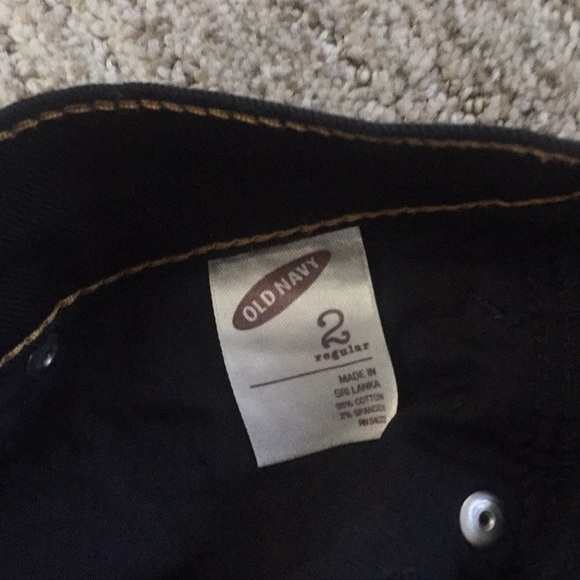 OLD NAVY
2
regular
MADE IN
SRI LANKA
98% COTTON
2% SPANDEX